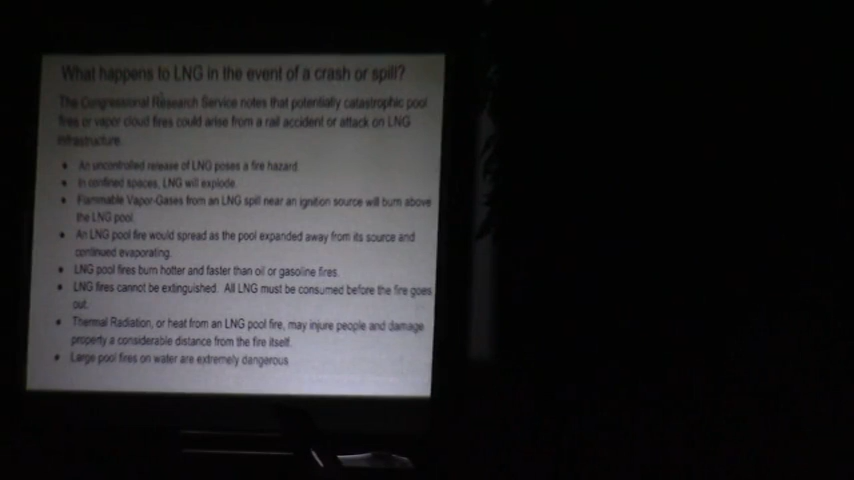 What happens to LNG in the event of a crash or spill?
The Congressional Research Service notes that potentially catastrophic pool
fires or vapor cloud fires could arise from a rail accident or attack on LNG
infrastructure.
• An uncontrolled release of LNG poses a fire hazard
• In confined spaces, LNG will explode.
• Flammable Vapor-Gases from an LNG spill near an ignition source will burn above
the LNG pool.
• An LNG pool fire would spread as the pool expanded away from its source and
continued evaporating.
• LNG pool fires burn hotter and faster than oil or gasoline fires.
• LNG fires cannot be extinguished. All LNG must be consumed before the fire goes
out.
• Thermal Radiation, or heat from an LNG pool fire, may injure people and damage
property a considerable distance from the fire itself.
• Large pool fires on water are extremely dangerous